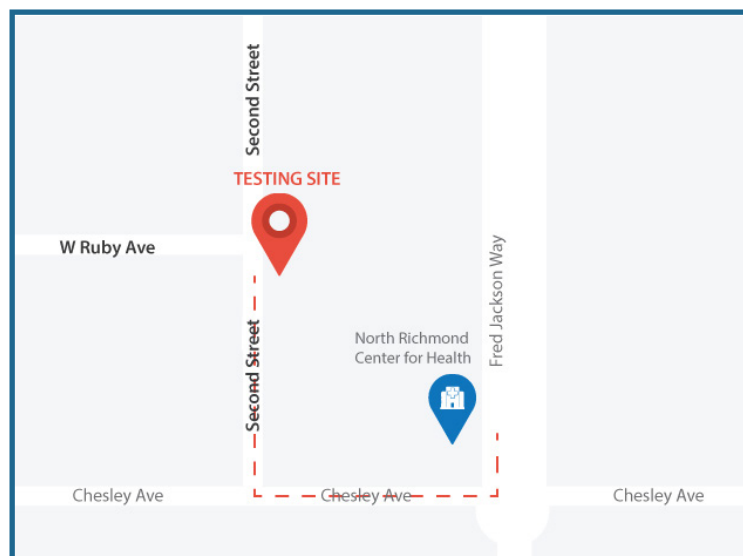 Second Street
TESTING SITE
W Ruby Ave
Fred Jackson Way
North Richmond
Center for Health
Second Street
Chesley Ave
Chesley Ave
Chesley Ave